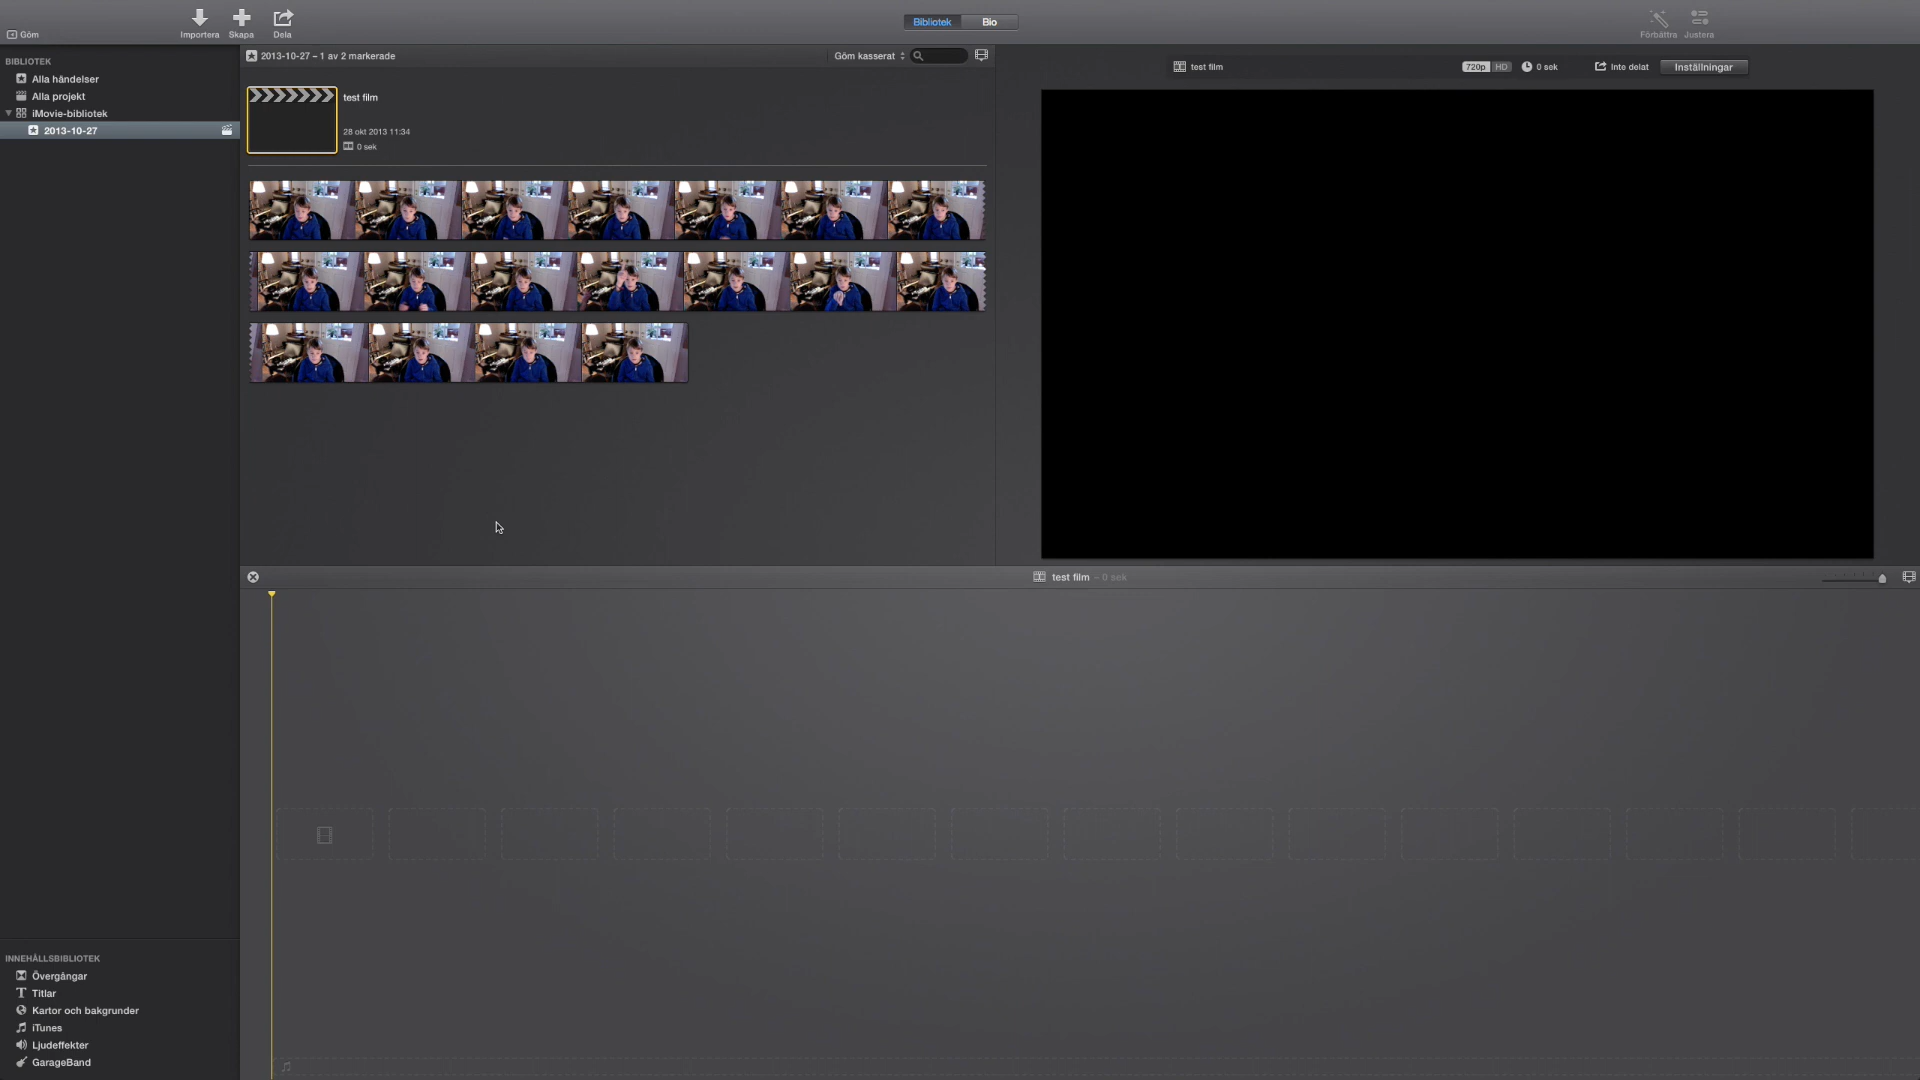 Göm
Importera
Skapa
Dela
Bibliotek
Bio
Förbättra
Justera
BIBLIOTEK
Alla händelser
Alla projekt
iMovie-bibliotek
2013-10-27
2013-10-27 – 1 av 2 markerade
Göm kasserat
test film
28 okt 2013 11:34
0 sek
test film
720p HD
0 sek
Inte delat
Inställningar
test film – 0 sek
INNEHÅLLSBIBLIOTEK
Övergångar
Titlar
Kartor och bakgrunder
iTunes
Ljudeffekter
GarageBand